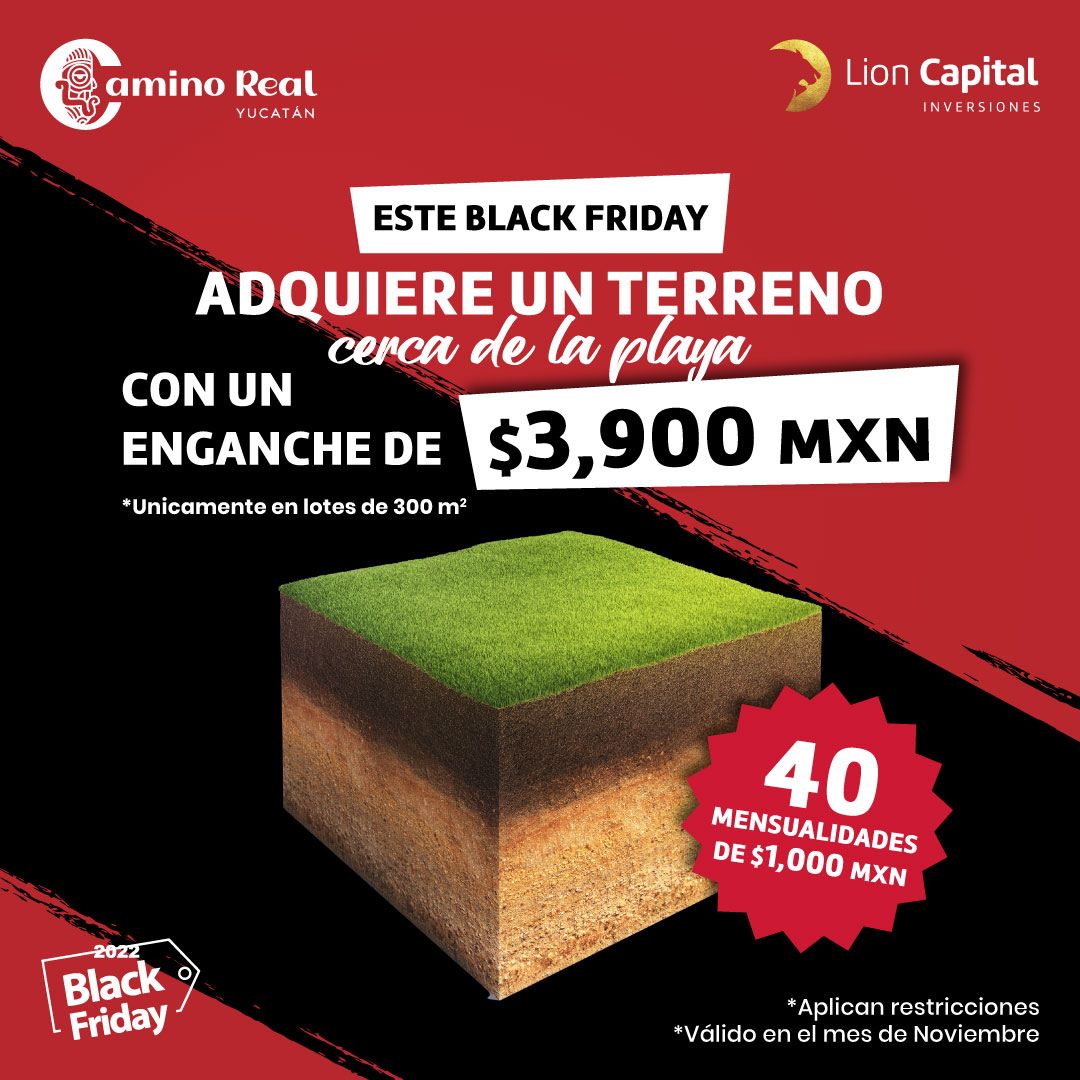 Camino Real
YUCATÁN
Lion Capital
INVERSIONES
ESTE BLACK FRIDAY
ADQUIERE UN TERRENO
cerca de la playa
CON UN
ENGANCHE DE
$3,900 MXN
*Unicamente en lotes de 300 m²
40
MENSUALIDADES
DE $1,000 MXN
2022
Black
Friday
*Aplican restricciones
*Válido en el mes de Noviembre